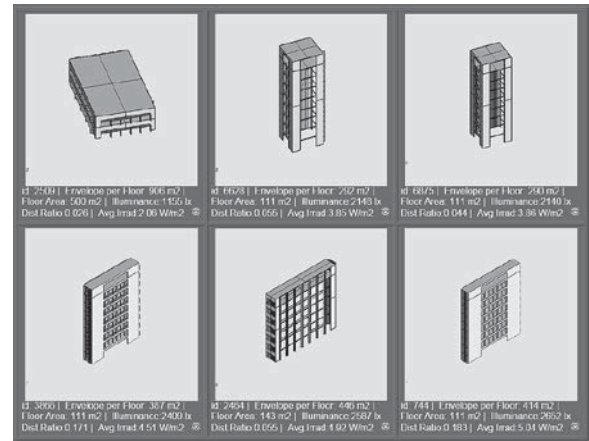 id: 2509 | Envelope per Floor: 906 m2 |
Floor Area: 500 m2 | Illuminance:1155 lx
Dist Ratio:0.026 | Avg Irrad:2.06 W/m2
id: 6628 | Envelope per Floor: 292 m2 |
Floor Area: 111 m2 | Illuminance:2148 lx
Dist Ratio:0.055 | Avg Irrad:3.85 W/m2
id: 6875 | Envelope per Floor: 290 m2 |
Floor Area: 111 m2 | Illuminance:2140 lx
Dist Ratio:0.044 | Avg Irrad:3.86 W/m2
id: 3865 | Envelope per Floor: 387 m2 |
Floor Area: 111 m2 | Illuminance:2409 lx
Dist Ratio:0.171 | Avg Irrad:4.51 W/m2
id: 2464 | Envelope per Floor: 446 m2 |
Floor Area: 143 m2 | Illuminance:2587 lx
Dist Ratio:0.055 | Avg Irrad:4.92 W/m2
id: 744 | Envelope per Floor: 414 m2 |
Floor Area: 111 m2 | Illuminance:2652 lx
Dist Ratio:0.183 | Avg Irrad:5.04 W/m2